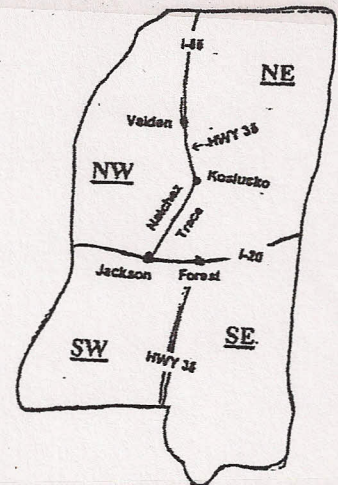 I-55
NE
Vaiden
HWY 35
NW
Kosiusko
Natchez
Trace
I-20
Jackson
Forest
SW
SE
HWY 35